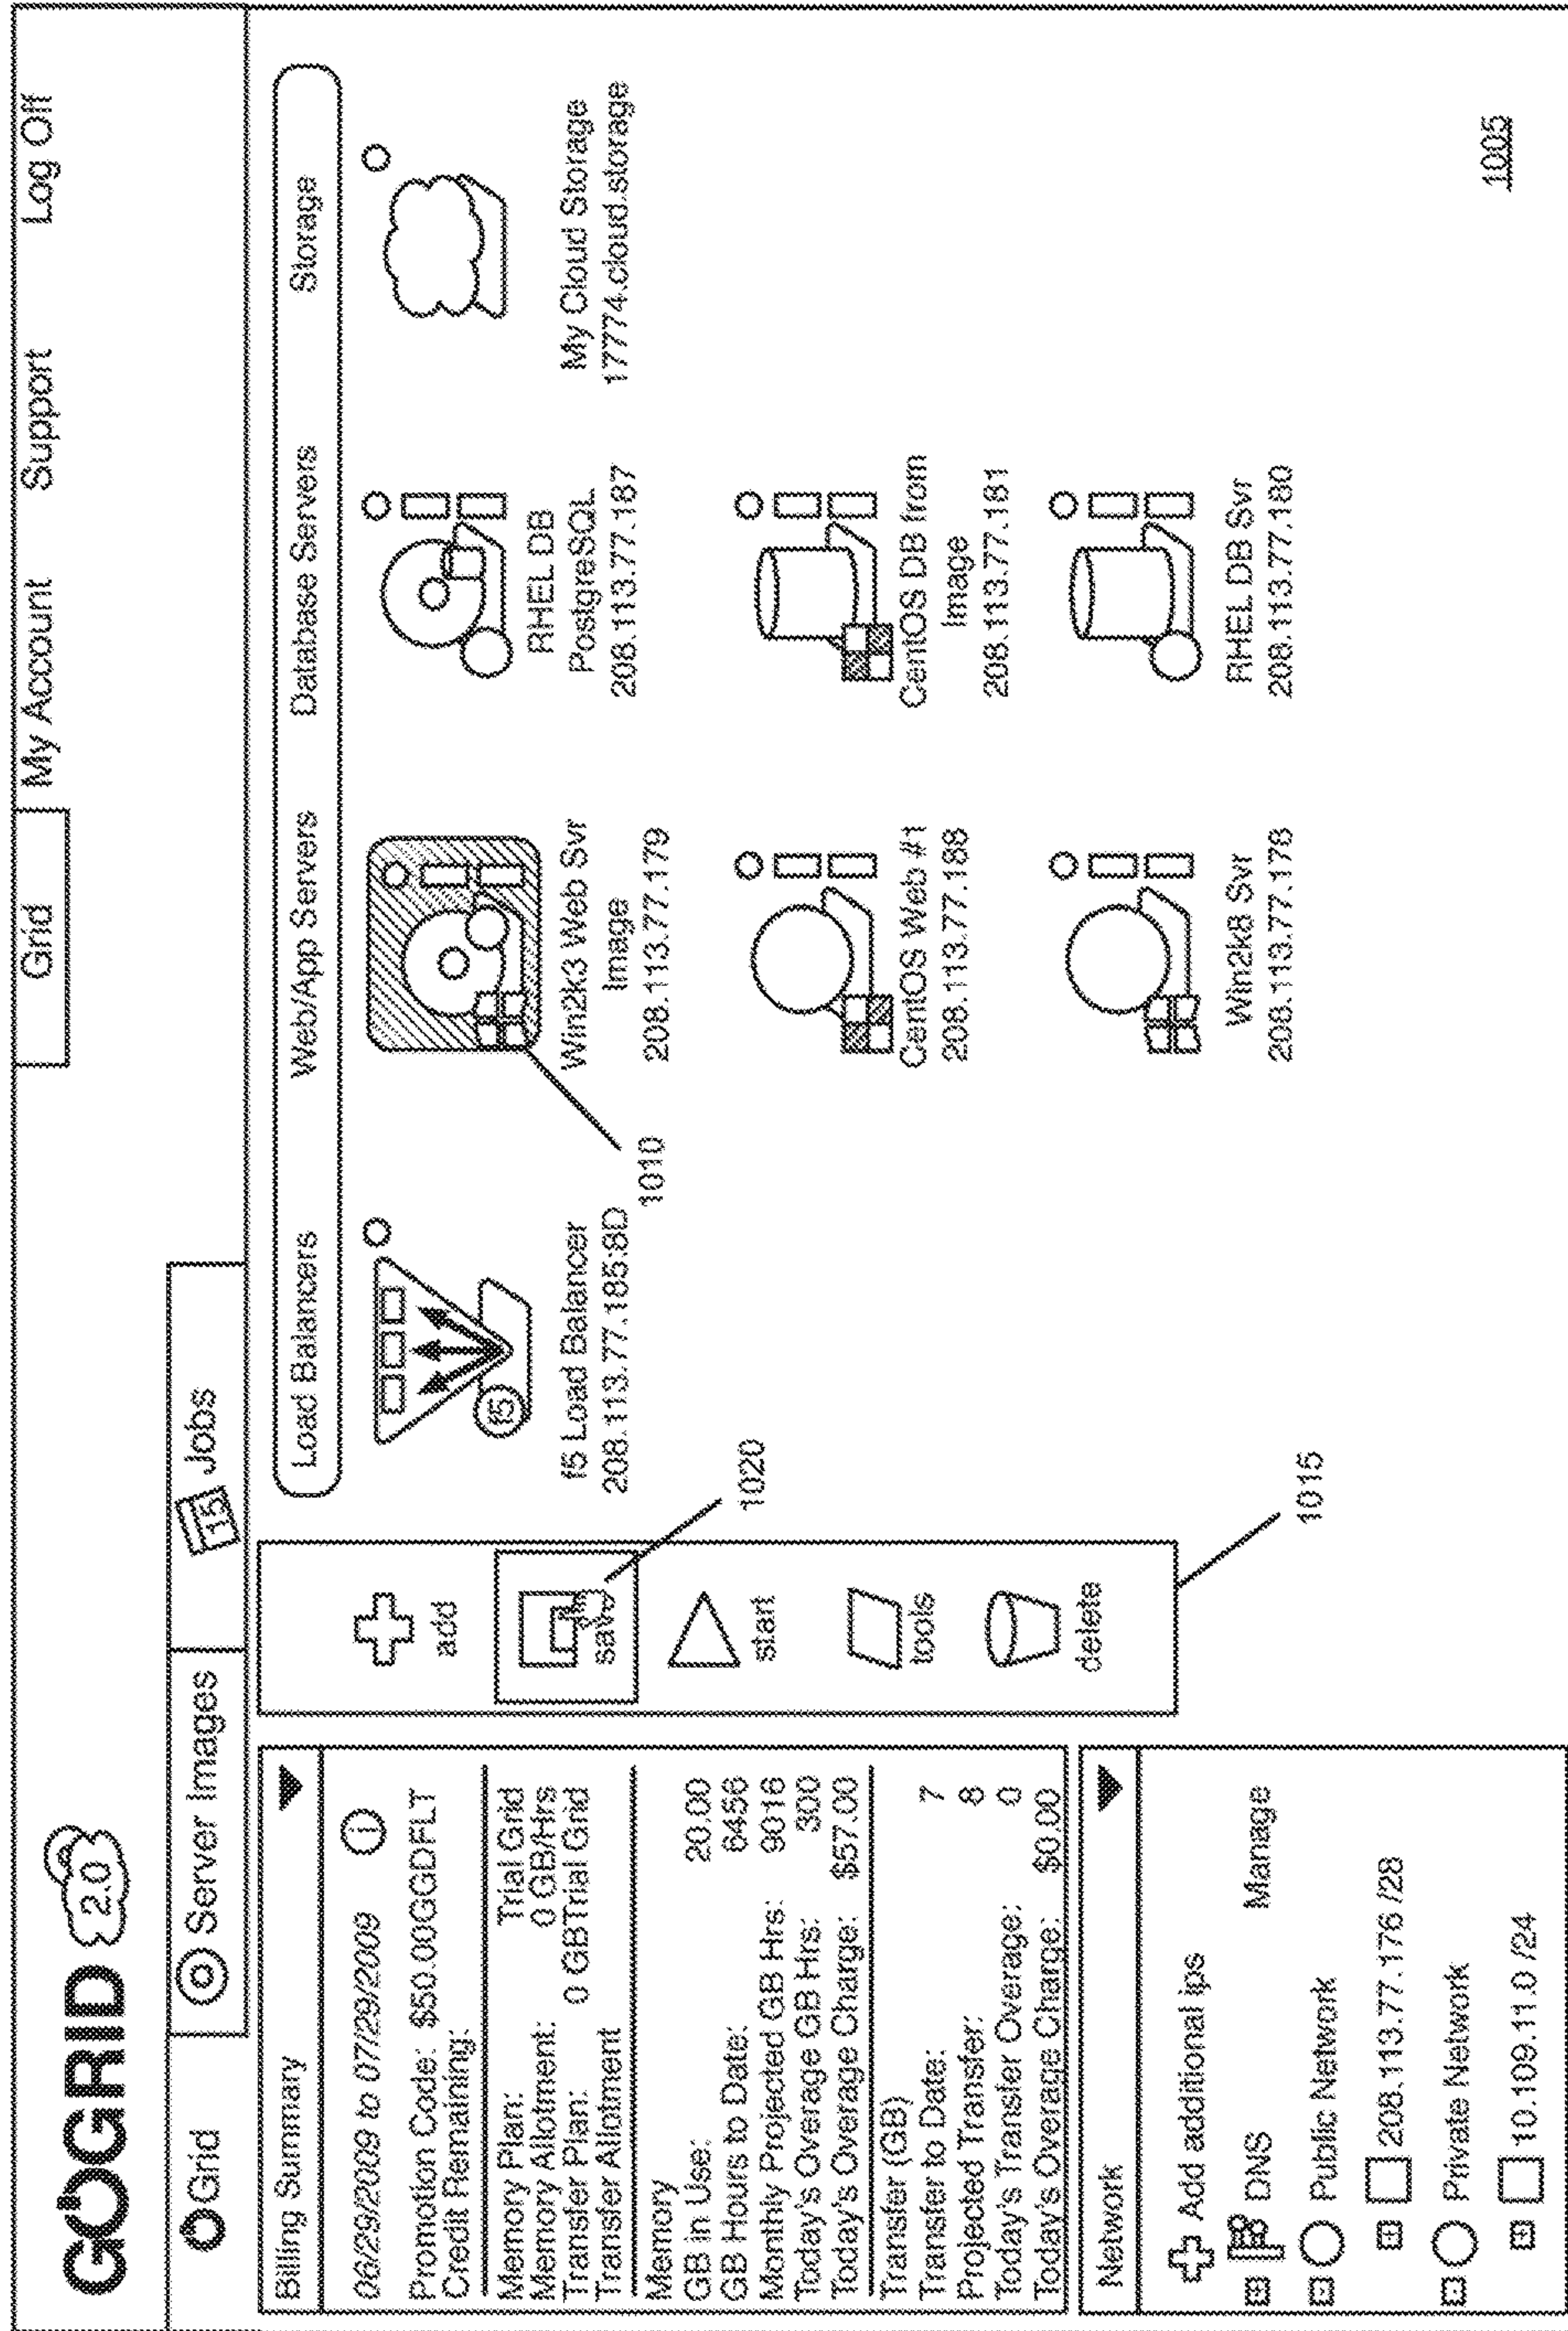 Grid
My Account
Support
Log Off
GOGRID 2.0
Grid
Server Images
15 Jobs
Billing Summary
06/29/2009 to 07/29/2009 i
Promotion Code: $50.00GGDFLT
Credit Remaining:
Memory Plan: Trial Grid
Memory Allotment: 0 GB/Hrs
Transfer Plan: 0 GBTrial Grid
Transfer Allotment
Memory
GB in Use: 20.00
GB Hours to Date: 6456
Monthly Projected GB Hrs: 9016
Today's Overage GB Hrs: 300
Today's Overage Charge: $57.00
Transfer (GB)
Transfer to Date: 7
Projected Transfer: 8
Today's Transfer Overage: 0
Today's Overage Charge: $0.00
Network
Add additional ips
DNS Manage
Public Network
208.113.77.176 /28
Private Network
10.109.11.0 /24
add
save
start
tools
delete
1020
1015
Load Balancers
Web/App Servers
Database Servers
Storage
f5
f5 Load Balancer
208.113.77.185:8D
1010
Win2k3 Web Svr
Image
208.113.77.179
RHEL DB
PostgreSQL
208.113.77.187
My Cloud Storage
17774.cloud.storage
CentOS Web #1
208.113.77.188
CentOS DB from
Image
208.113.77.181
Win2k8 Svr
208.113.77.178
RHEL DB Svr
208.113.77.180
1005